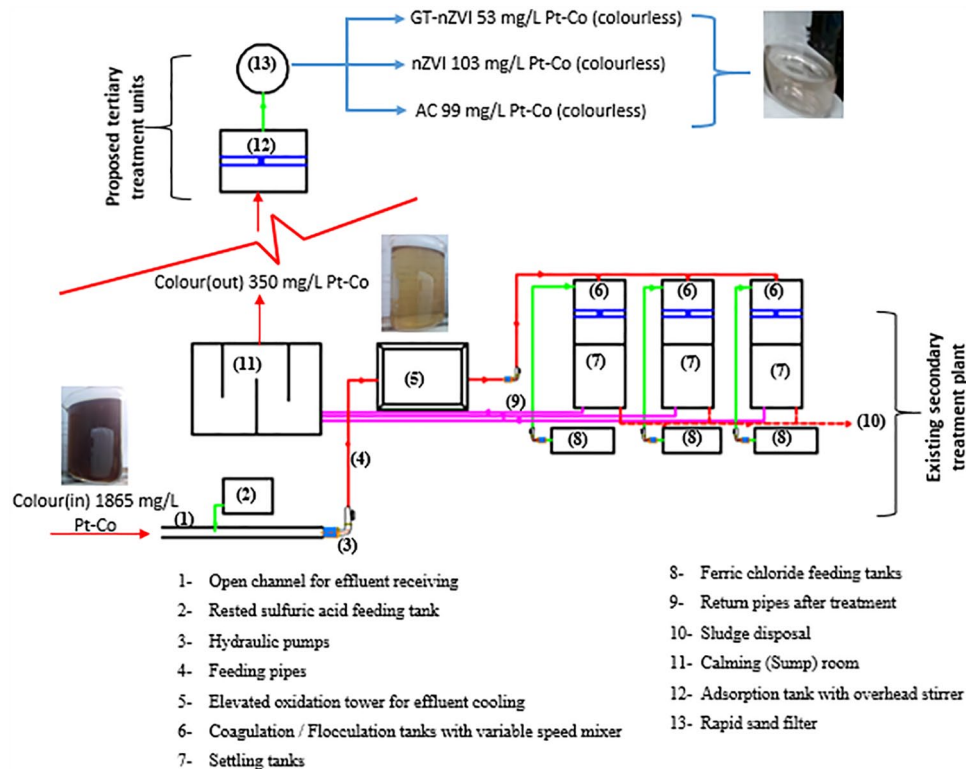 GT-nZVI 53 mg/L Pt-Co (colourless)
nZVI 103 mg/L Pt-Co (colourless)
AC 99 mg/L Pt-Co (colourless)
(13)
(12)
Proposed tertiary
treatment units
Colour(out) 350 mg/L Pt-Co
(6)
(6)
(6)
(11)
(5)
(7)
(7)
(7)
(9)
(10)
(8)
(8)
(8)
Existing secondary
treatment plant
(4)
Colour(in) 1865 mg/L
Pt-Co
(2)
(1)
(3)
1- Open channel for effluent receiving
2- Rested sulfuric acid feeding tank
3- Hydraulic pumps
4- Feeding pipes
5- Elevated oxidation tower for effluent cooling
6- Coagulation / Flocculation tanks with variable speed mixer
7- Settling tanks
8- Ferric chloride feeding tanks
9- Return pipes after treatment
10- Sludge disposal
11- Calming (Sump) room
12- Adsorption tank with overhead stirrer
13- Rapid sand filter